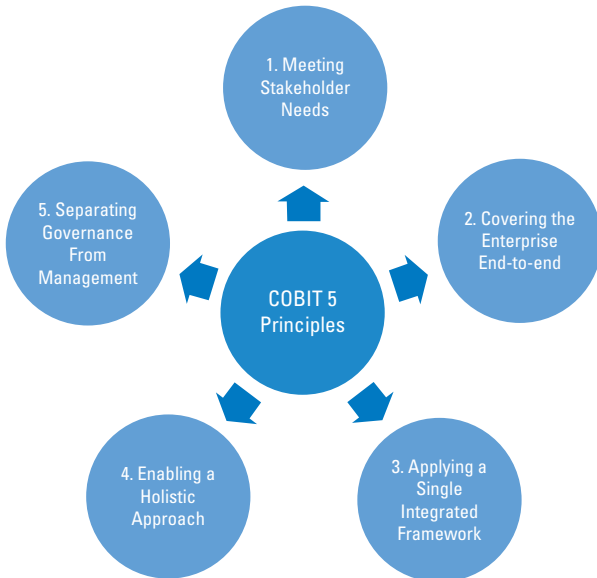 1. Meeting
Stakeholder
Needs
2. Covering the
Enterprise
End-to-end
3. Applying a
Single
Integrated
Framework
4. Enabling a
Holistic
Approach
5. Separating
Governance
From
Management
COBIT 5
Principles